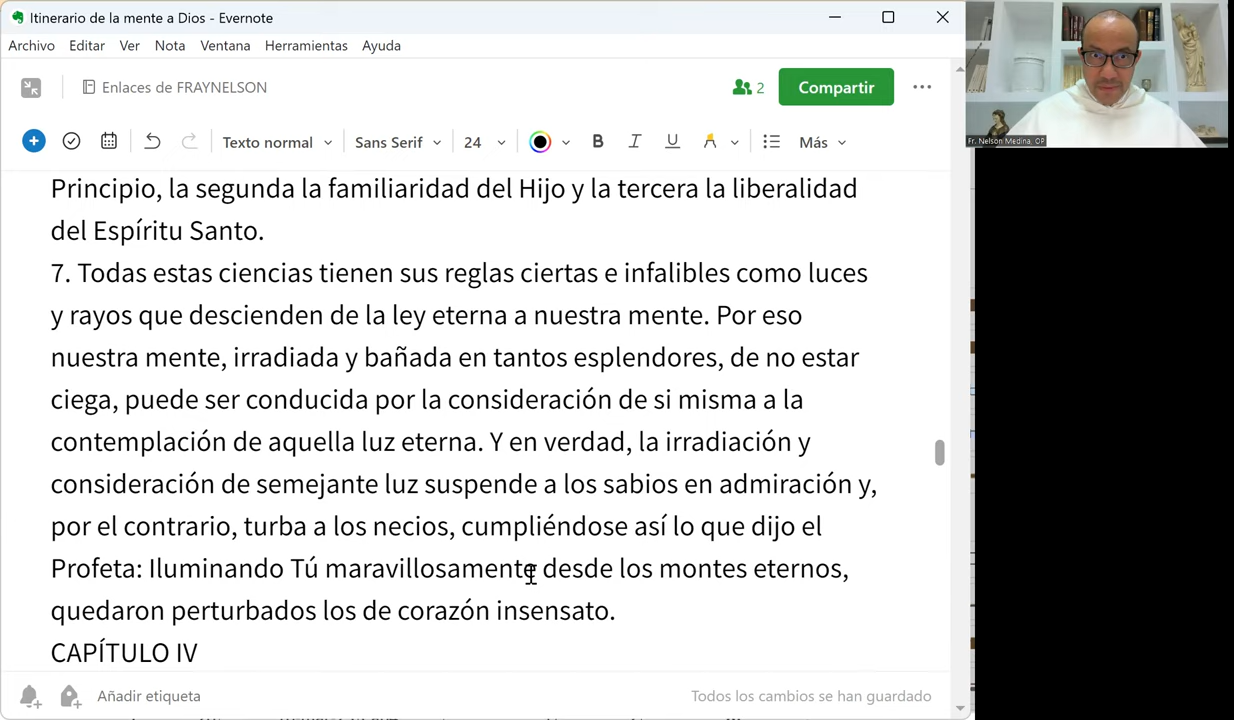 Itinerario de la mente a Dios - Evernote
Archivo Editar Ver Nota Ventana Herramientas Ayuda
Enlaces de FRAYNELSON 2 Compartir
Texto normal Sans Serif 24 B I U A Más
Principio, la segunda la familiaridad del Hijo y la tercera la liberalidad
del Espíritu Santo.
7. Todas estas ciencias tienen sus reglas ciertas e infalibles como luces
y rayos que descienden de la ley eterna a nuestra mente. Por eso
nuestra mente, irradiada y bañada en tantos esplendores, de no estar
ciega, puede ser conducida por la consideración de si misma a la
contemplación de aquella luz eterna. Y en verdad, la irradiación y
consideración de semejante luz suspende a los sabios en admiración y,
por el contrario, turba a los necios, cumpliéndose así lo que dijo el
Profeta: Iluminando Tú maravillosamente desde los montes eternos,
quedaron perturbados los de corazón insensato.
CAPÍTULO IV
Añadir etiqueta Todos los cambios se han guardado
Fr. Nelson Medina, OP